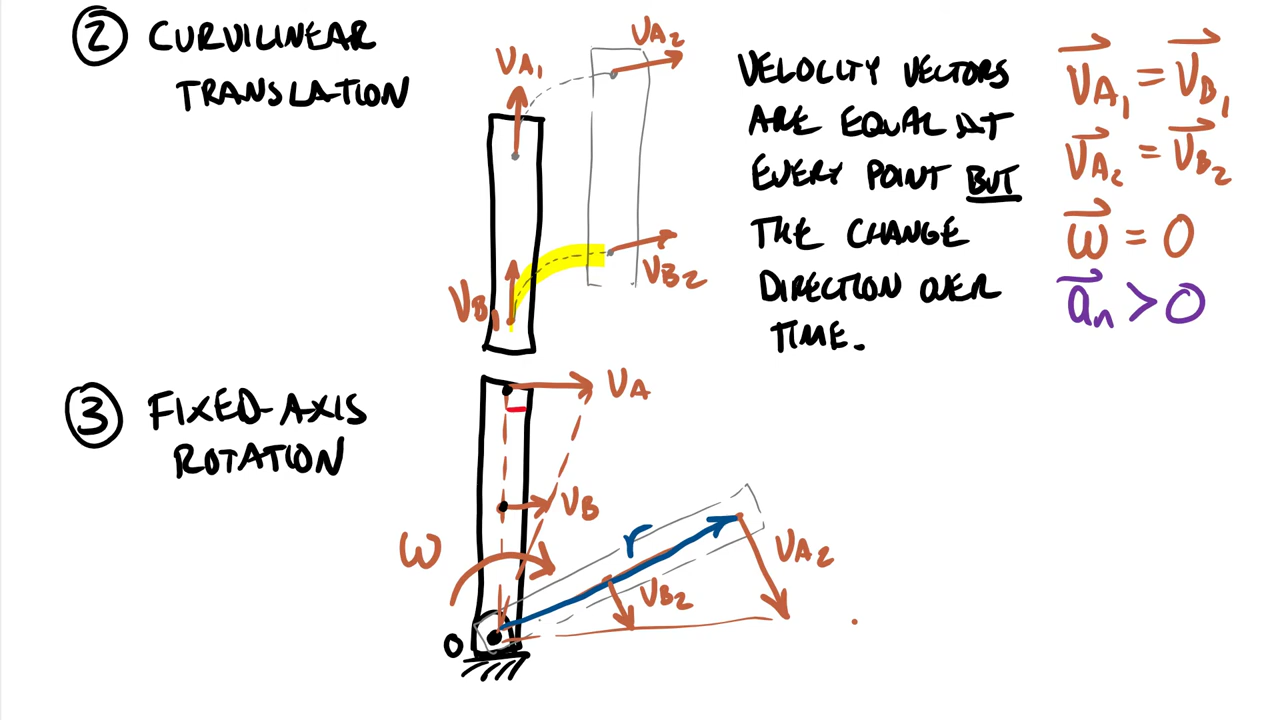 2 CURVILINEAR
TRANSLATION
VA1
VA2
VB1
VB2
VELOCITY VECTORS
ARE EQUAL AT
EVERY POINT BUT
THE CHANGE
DIRECTION OVER
TIME.
VA1 = VB1
VA2 = VB2
ω = 0
an > 0
3 FIXED-AXIS
ROTATION
VA
VB
ω
r
VA2
VB2
O